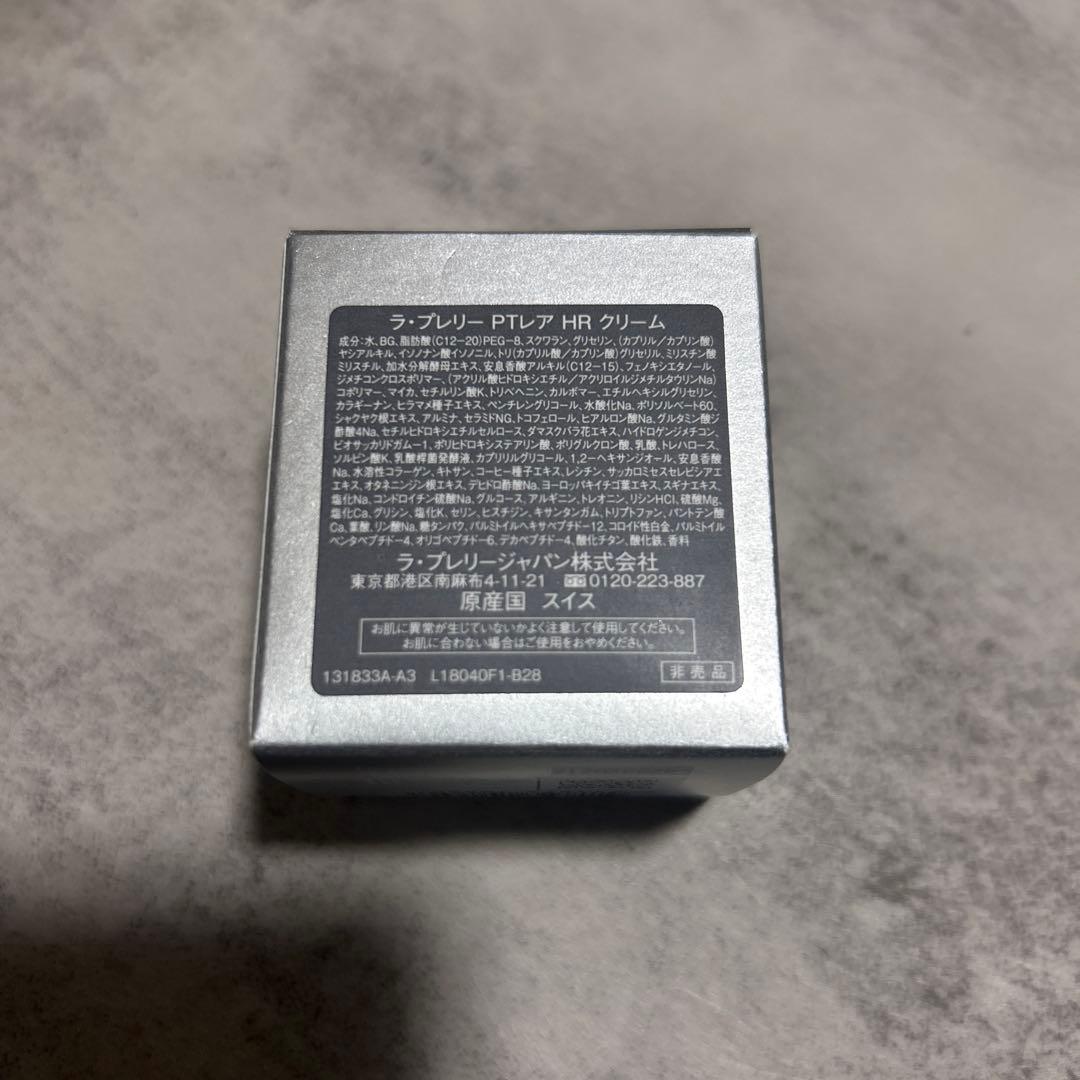 ラ・プレリー PTレア HR クリーム
成分:水、BG、脂肪酸(C12-20)PEG-8、スクワラン、グリセリン、(カプリル/カプリン酸)
ヤシアルキル、イソノナン酸イソノニル、トリ(カプリル酸/カプリン酸)グリセリル、ミリスチン酸
ミリスチル、加水分解酵母エキス、安息香酸アルキル(C12-15)、フェノキシエタノール、
ジメチコンクロスポリマー、(アクリル酸ヒドロキシエチル/アクリロイルジメチルタウリンNa)
コポリマー、マイカ、セチルリン酸K、トリベヘニン、カルボマー、エチルヘキシルグリセリン、
カラギーナン、ヒラマメ種子エキス、ペンチレングリコール、水酸化Na、ポリソルベート60、
シャクヤク根エキス、アルミナ、セラミドNG、トコフェロール、ヒアルロン酸Na、グルタミン酸ジ
酢酸4Na、セチルヒドロキシエチルセルロース、ダマスクバラ花エキス、ハイドロゲンジメチコン、
ビオサッカリドガム-1、ポリヒドロキシステアリン酸、ポリグルクロン酸、乳酸、トレハロース、
ソルビン酸K、乳酸桿菌発酵液、カプリリルグリコール、1,2-ヘキサンジオール、安息香酸
Na、水溶性コラーゲン、キトサン、コーヒー種子エキス、レシチン、サッカロミセスセレビシア
エキス、オタネニンジン根エキス、デヒドロ酢酸Na、ヨーロッパキイチゴ葉エキス、スギナエキス、
塩化Na、コンドロイチン硫酸Na、グルコース、アルギニン、トレオニン、リシンHCl、硫酸Mg、
塩化Ca、グリシン、塩化K、セリン、ヒスチジン、キサンタンガム、トリプトファン、パントテン酸
Ca、葉酸、リン酸Na、糖タンパク、パルミトイルヘキサペプチド-12、コロイド性白金、パルミトイル
ペンタペプチド-4、オリゴペプチド-6、デカペプチド-4、酸化チタン、酸化鉄、香料
ラ・プレリージャパン株式会社
東京都港区南麻布4-11-21 0120-223-887
原産国 スイス
お肌に異常が生じていないかよく注意して使用してください。
お肌に合わない場合はご使用をおやめください。
131833A-A3 L18040F1-B28 非売品